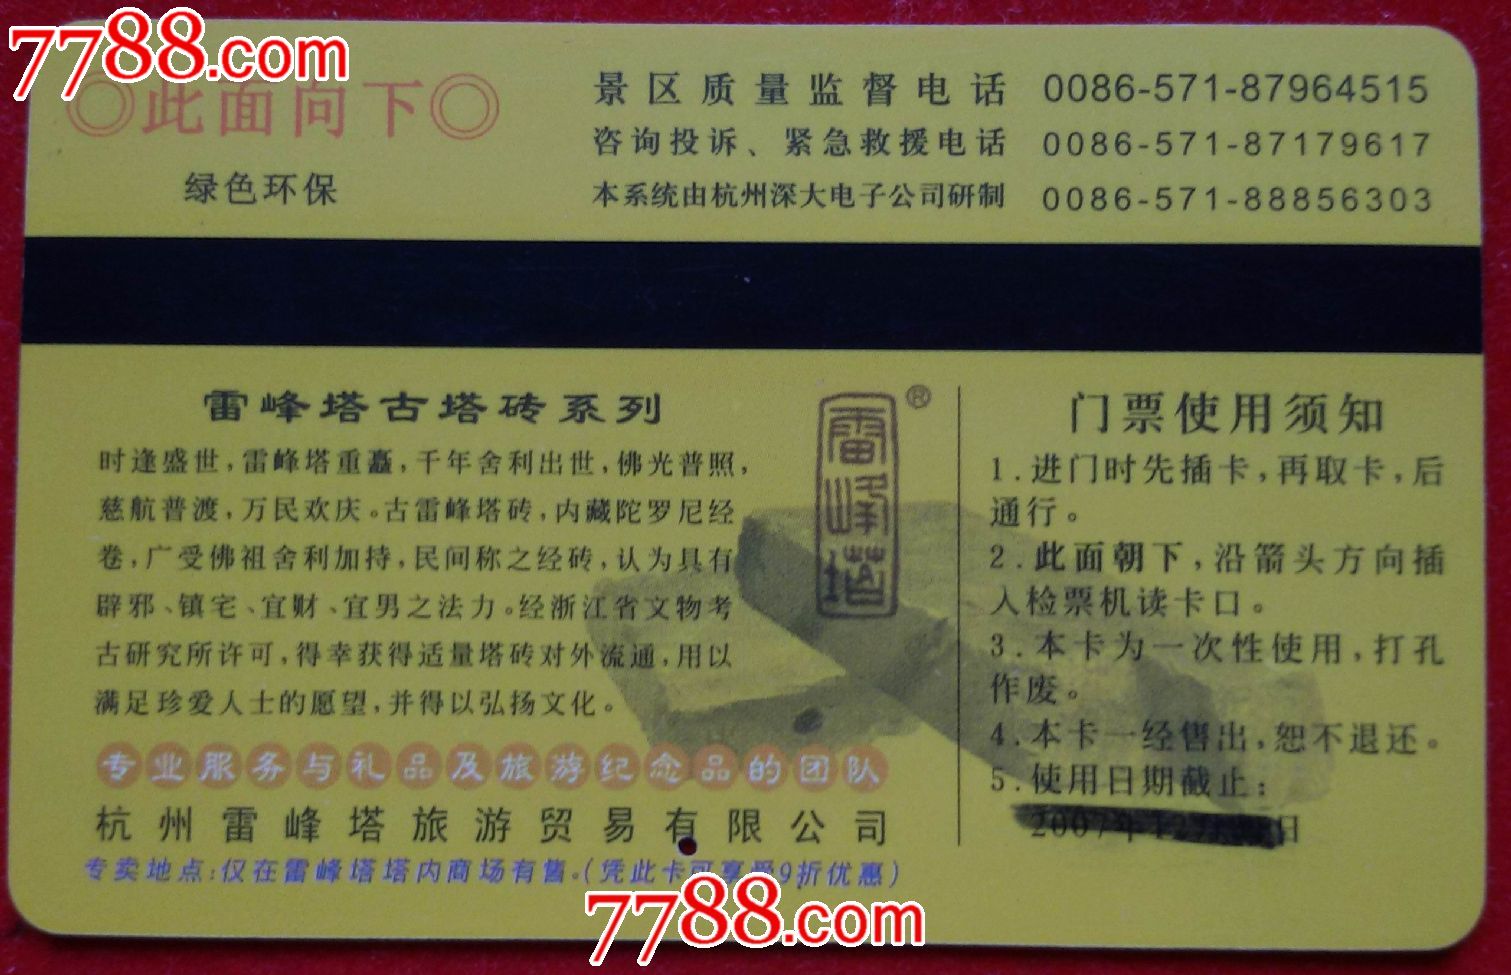 7788.com
◎此面向下◎
绿色环保
景区质量监督电话 0086-571-87964515
咨询投诉、紧急救援电话 0086-571-87179617
本系统由杭州深大电子公司研制 0086-571-88856303
雷峰塔古塔砖系列
时逢盛世，雷峰塔重矗，千年舍利出世，佛光普照，
慈航普渡，万民欢庆。古雷峰塔砖，内藏陀罗尼经
卷，广受佛祖舍利加持，民间称之经砖，认为具有
辟邪、镇宅、宜财、宜男之法力。经浙江省文物考
古研究所许可，得幸获得适量塔砖对外流通，用以
满足珍爱人士的愿望，并得以弘扬文化。
专业服务与礼品及旅游纪念品的团队
杭州雷峰塔旅游贸易有限公司
专卖地点：仅在雷峰塔塔内商场有售。（凭此卡可享受9折优惠）
雷峰塔®
门票使用须知
1.进门时先插卡，再取卡，后
通行。
2.此面朝下，沿箭头方向插
入检票机读卡口。
3.本卡为一次性使用，打孔
作废。
4.本卡一经售出，恕不退还。
5.使用日期截止：
2007年12月日
7788.com